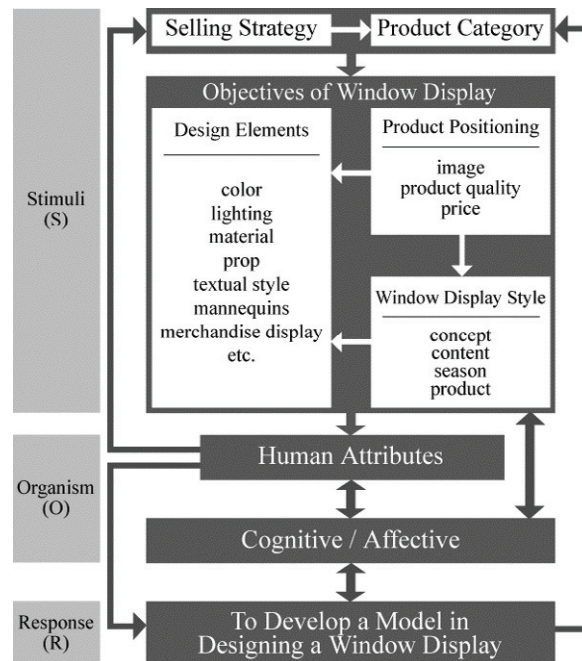 Selling Strategy
Product Category
Objectives of Window Display
Design Elements
color
lighting
material
prop
textual style
mannequins
merchandise display
etc.
Product Positioning
image
product quality
price
Window Display Style
concept
content
season
product
Stimuli
(S)
Human Attributes
Organism
(O)
Cognitive / Affective
Response
(R)
To Develop a Model in
Designing a Window Display